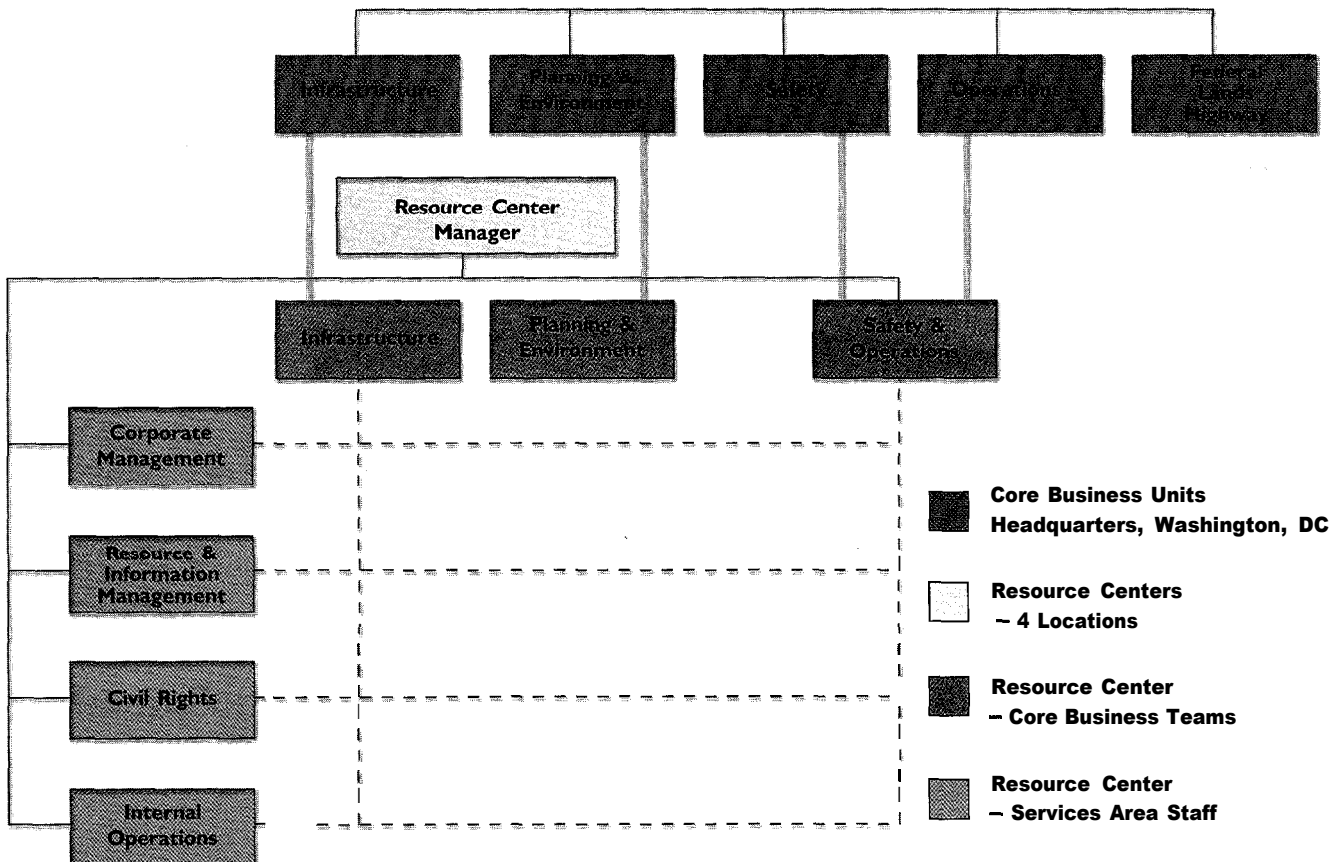 Infrastructure
Planning &
Environment
Safety
Operations
Federal
Lands
Highway
Resource Center
Manager
Infrastructure
Planning &
Environment
Safety &
Operations
Corporate
Management
Resource &
Information
Management
Civil Rights
Internal
Operations
Core Business Units
Headquarters, Washington, DC
Resource Centers
– 4 Locations
Resource Center
– Core Business Teams
Resource Center
– Services Area Staff